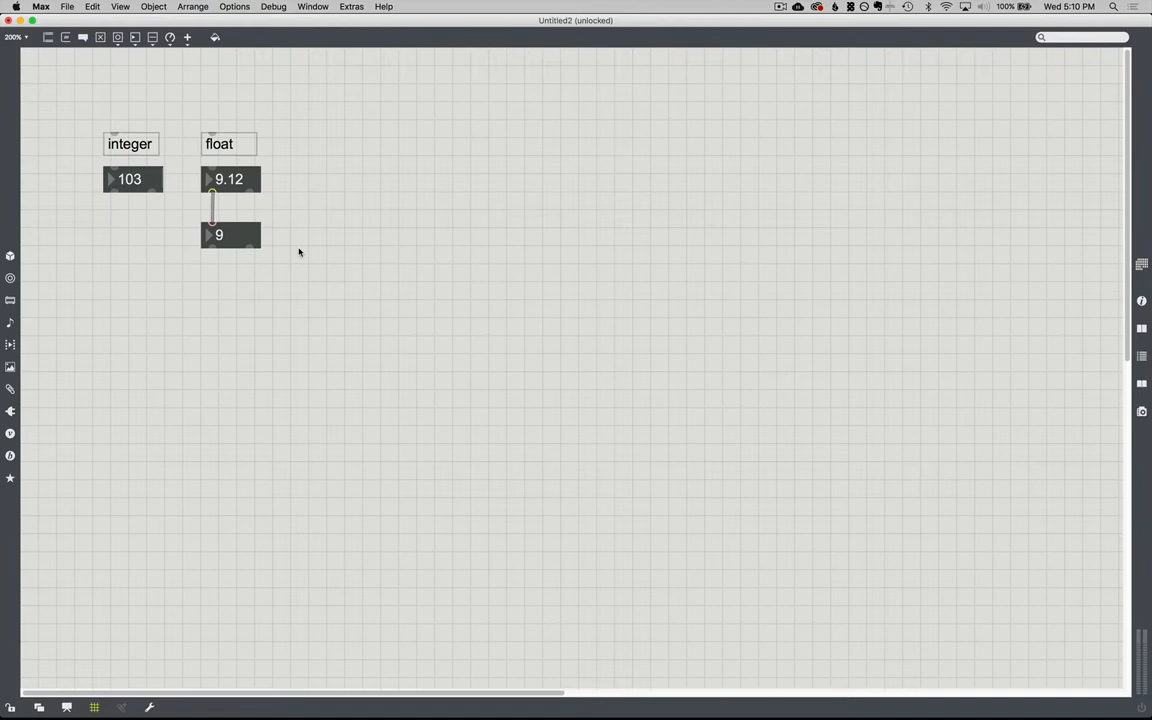 Max File Edit View Object Arrange Options Debug Window Extras Help 100% Wed 5:10 PM
Untitled2 (unlocked)
200%
integer float
103 9.12
9